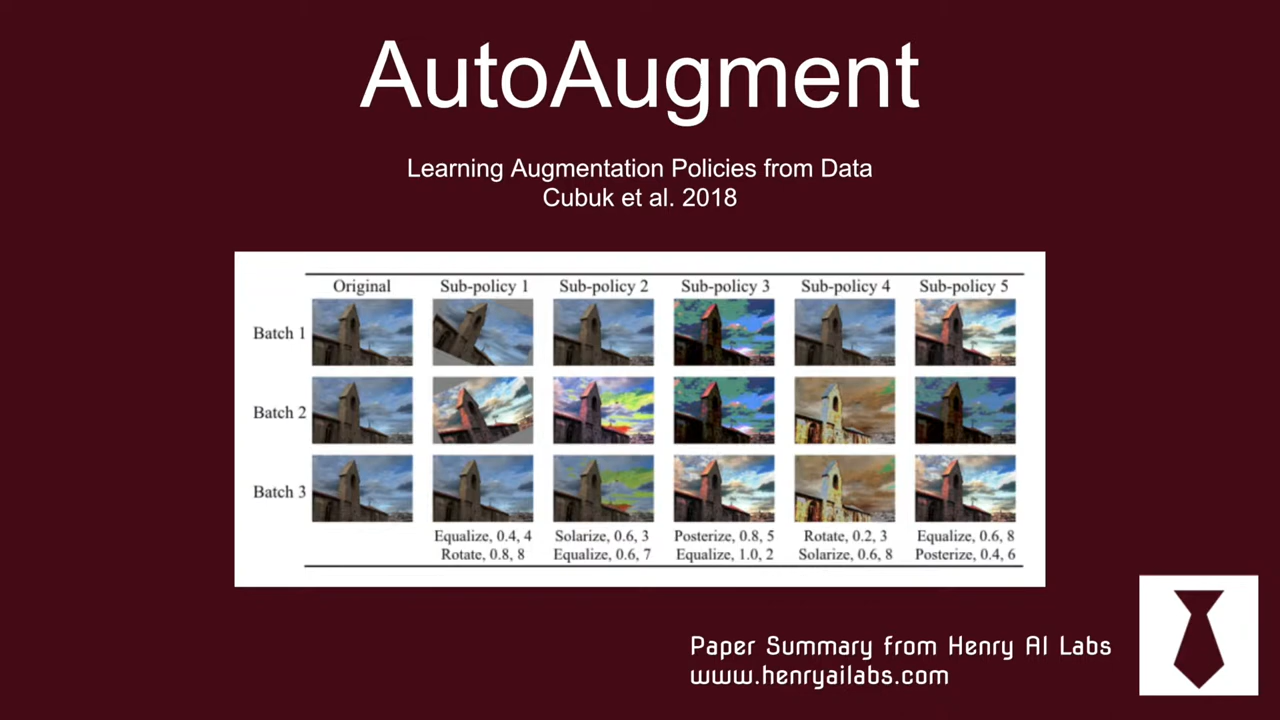 AutoAugment
Learning Augmentation Policies from Data
Cubuk et al. 2018
Original Sub-policy 1 Sub-policy 2 Sub-policy 3 Sub-policy 4 Sub-policy 5
Batch 1
Batch 2
Batch 3
Equalize, 0.4, 4 Solarize, 0.6, 3 Posterize, 0.8, 5 Rotate, 0.2, 3 Equalize, 0.6, 8
Rotate, 0.8, 8 Equalize, 0.6, 7 Equalize, 1.0, 2 Solarize, 0.6, 8 Posterize, 0.4, 6
Paper Summary from Henry AI Labs
www.henryailabs.com